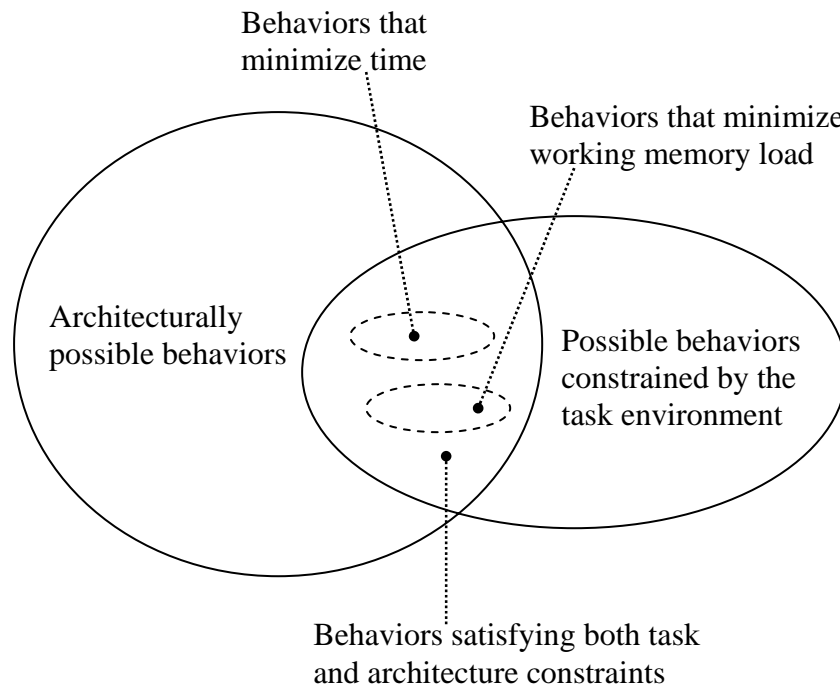 Behaviors that
minimize time
Behaviors that minimize
working memory load
Architecturally
possible behaviors
Possible behaviors
constrained by the
task environment
Behaviors satisfying both task
and architecture constraints